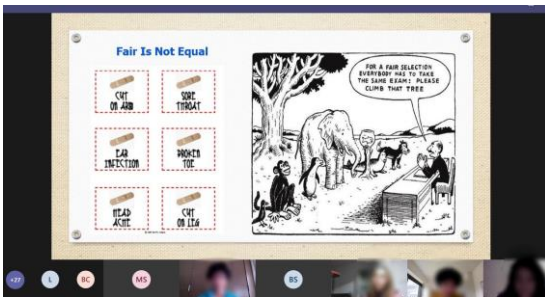 Fair Is Not Equal
CUT
ON ARM
SORE
THROAT
EAR
INFECTION
BROKEN
TOE
HEAD
ACHE
CUT
ON LEG
FOR A FAIR SELECTION
EVERYBODY HAS TO TAKE
THE SAME EXAM: PLEASE
CLIMB THAT TREE
+27
L
BC
MS
BS